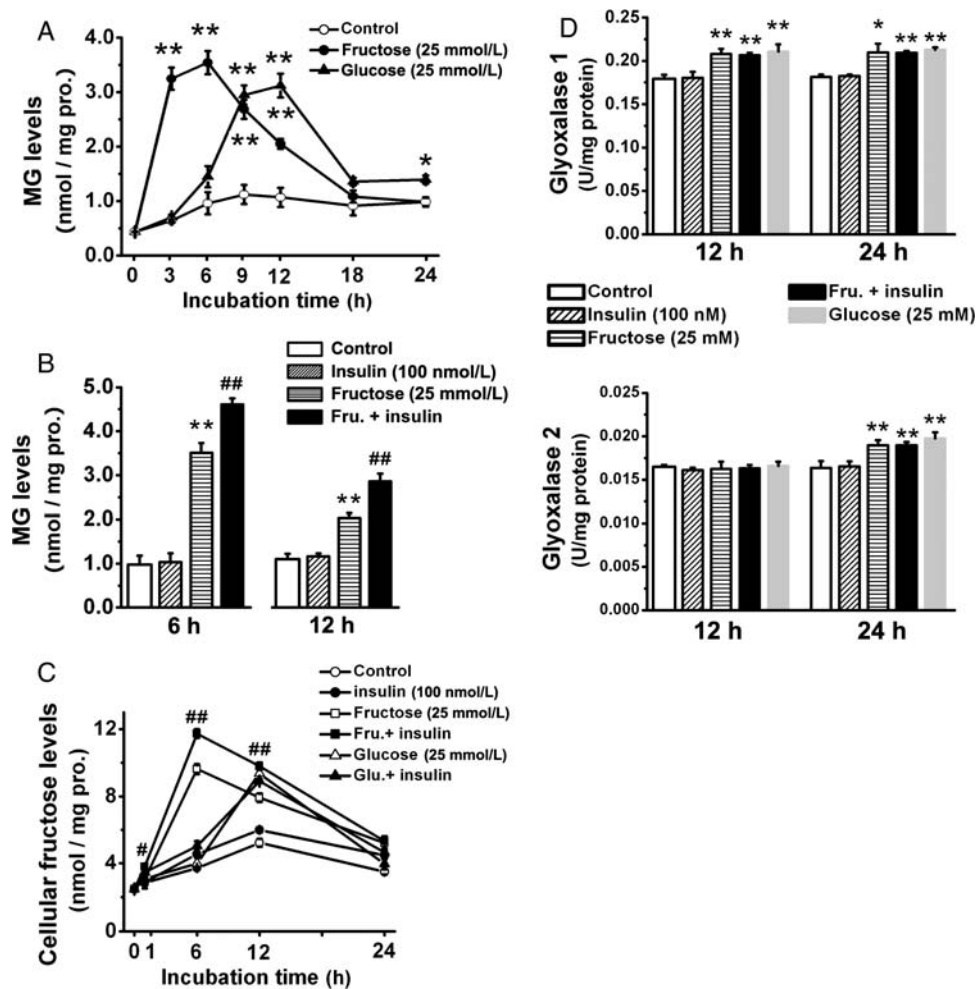 A
Control
Fructose (25 mmol/L)
Glucose (25 mmol/L)
** ** ** ** ** ** *
MG levels
(nmol / mg pro.)
4.0
3.0
2.0
1.0
0.0
0 3 6 9 12 18 24
Incubation time (h)
B
Control
Insulin (100 nmol/L)
Fructose (25 mmol/L)
Fru. + insulin
MG levels
(nmol / mg pro.)
5.0
4.0
3.0
2.0
1.0
0.0
** ## ** ##
6 h 12 h
C
Control
insulin (100 nmol/L)
Fructose (25 mmol/L)
Fru.+ insulin
Glucose (25 mmol/L)
Glu.+ insulin
Cellular fructose levels
(nmol / mg pro.)
12
8
4
0
# ## ##
0 1 6 12 24
Incubation time (h)
D
Glyoxalase 1
(U/mg protein)
0.25
0.20
0.15
0.10
0.05
0.00
** ** ** * ** **
12 h 24 h
Control
Insulin (100 nM)
Fructose (25 mM)
Fru. + insulin
Glucose (25 mM)
Glyoxalase 2
(U/mg protein)
0.025
0.020
0.015
0.010
0.005
0.000
** ** **
12 h 24 h